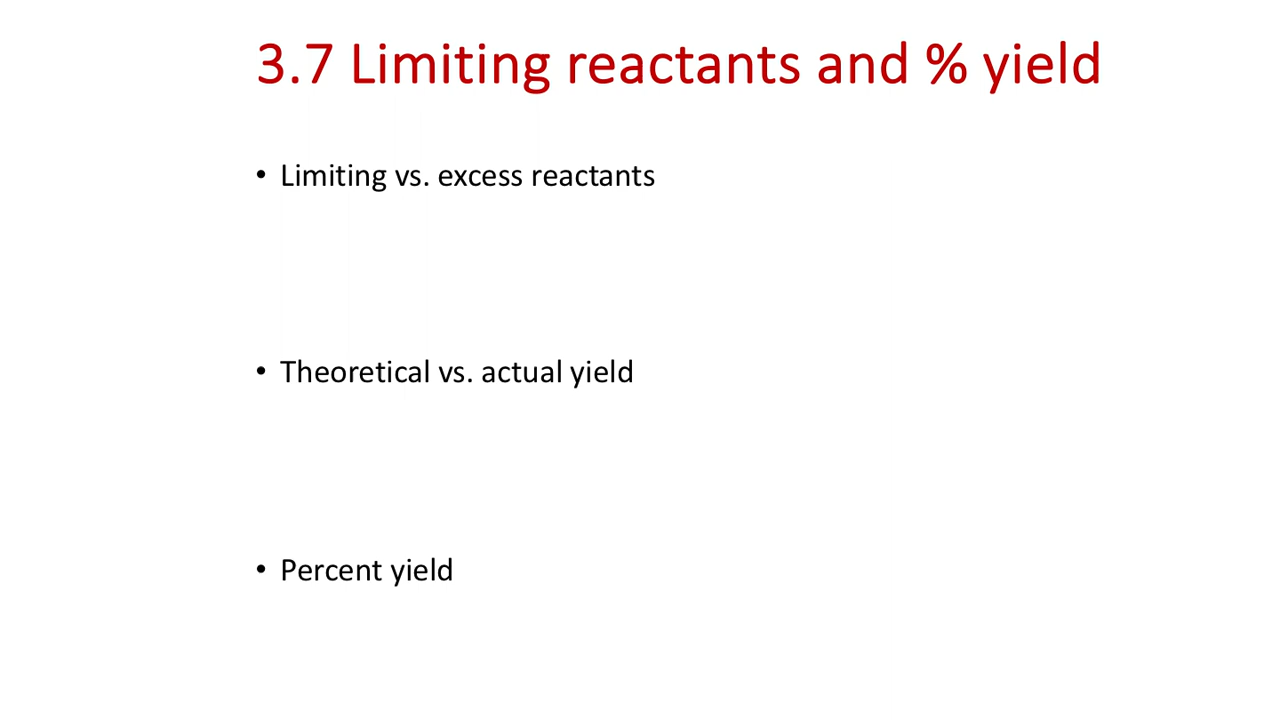 3.7 Limiting reactants and % yield
• Limiting vs. excess reactants
• Theoretical vs. actual yield
• Percent yield